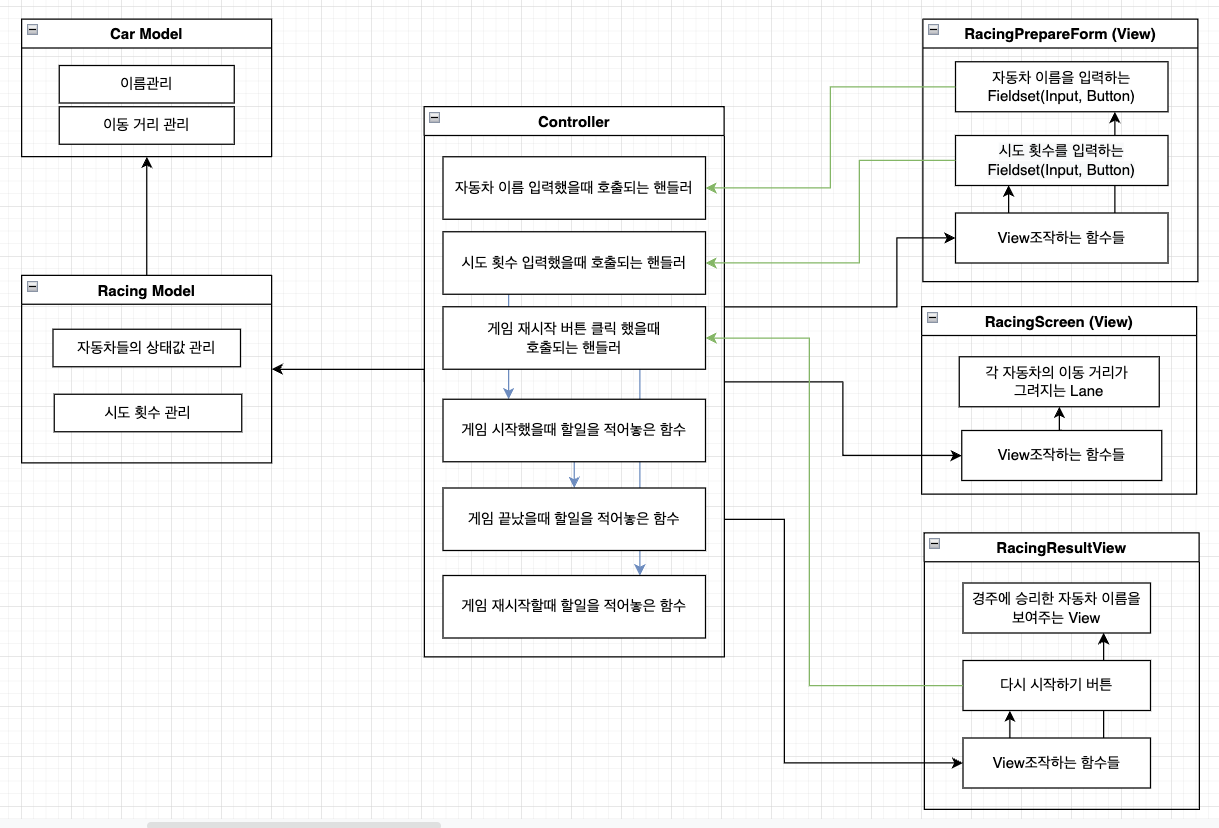 Car Model
이름관리
이동 거리 관리
Racing Model
자동차들의 상태값 관리
시도 횟수 관리
Controller
자동차 이름 입력했을때 호출되는 핸들러
시도 횟수 입력했을때 호출되는 핸들러
게임 재시작 버튼 클릭 했을때
호출되는 핸들러
게임 시작했을때 할일을 적어놓은 함수
게임 끝났을때 할일을 적어놓은 함수
게임 재시작할때 할일을 적어놓은 함수
RacingPrepareForm (View)
자동차 이름을 입력하는
Fieldset(Input, Button)
시도 횟수를 입력하는
Fieldset(Input, Button)
View조작하는 함수들
RacingScreen (View)
각 자동차의 이동 거리가
그려지는 Lane
View조작하는 함수들
RacingResultView
경주에 승리한 자동차 이름을
보여주는 View
다시 시작하기 버튼
View조작하는 함수들